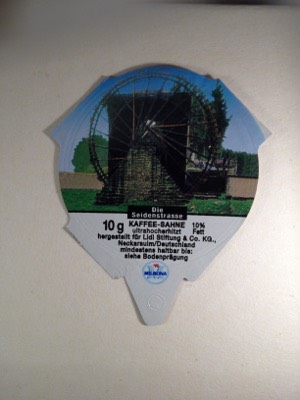 Die
Seidenstrasse
10 g KAFFEE-SAHNE 10%
ultrahocherhitzt Fett
hergestellt für Lidl Stiftung & Co. KG.,
Neckarsulm/Deutschland
mindestens haltbar bis:
siehe Bodenprägung
MILBONA